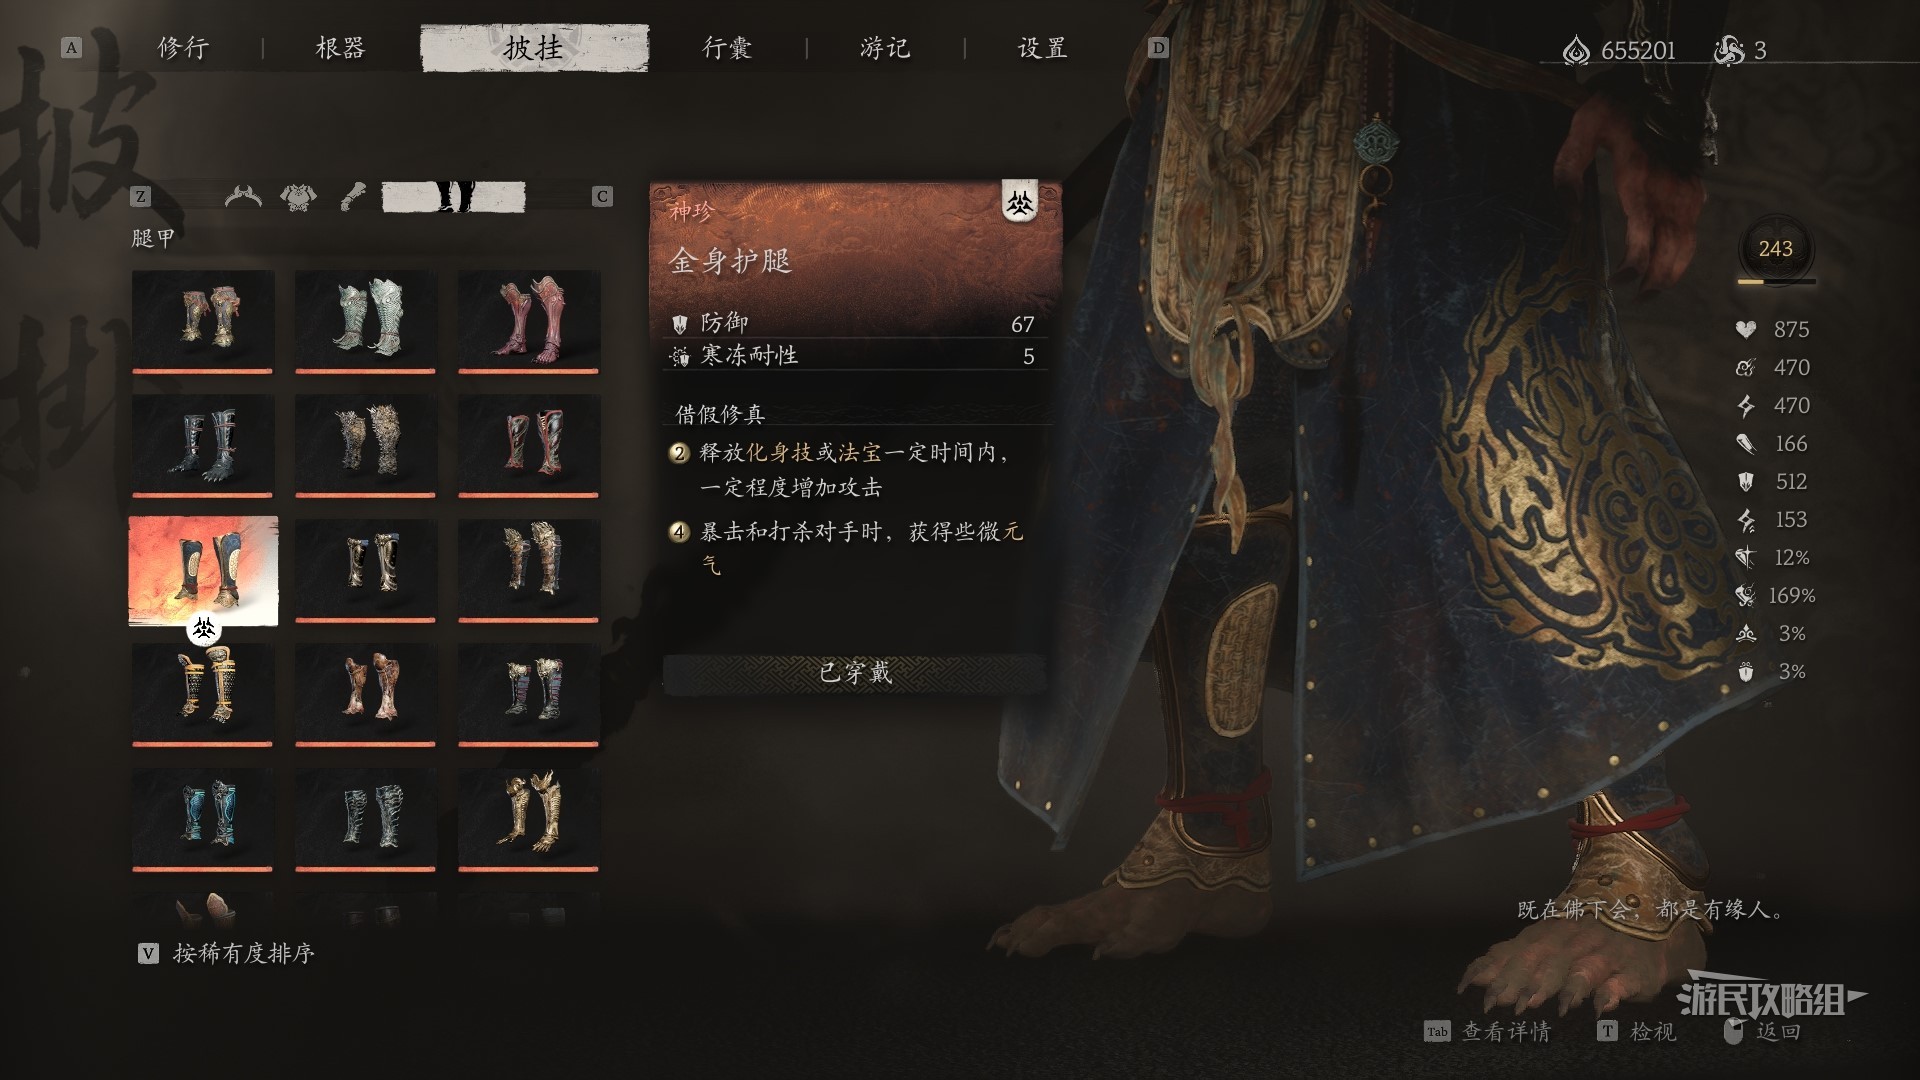 A 修行 根器 披挂 行囊 游记 设置 D
655201 3
披挂
Z C
腿甲
神珍
金身护腿
防御 67
寒冻耐性 5
借假修真
2 释放化身技或法宝一定时间内，
一定程度增加攻击
4 暴击和打杀对手时，获得些微元
气
已穿戴
243
875
470
470
166
512
153
12%
169%
3%
3%
既在佛下会，都是有缘人。
V 按稀有度排序
游民攻略组
Tab 查看详情 T 检视 返回